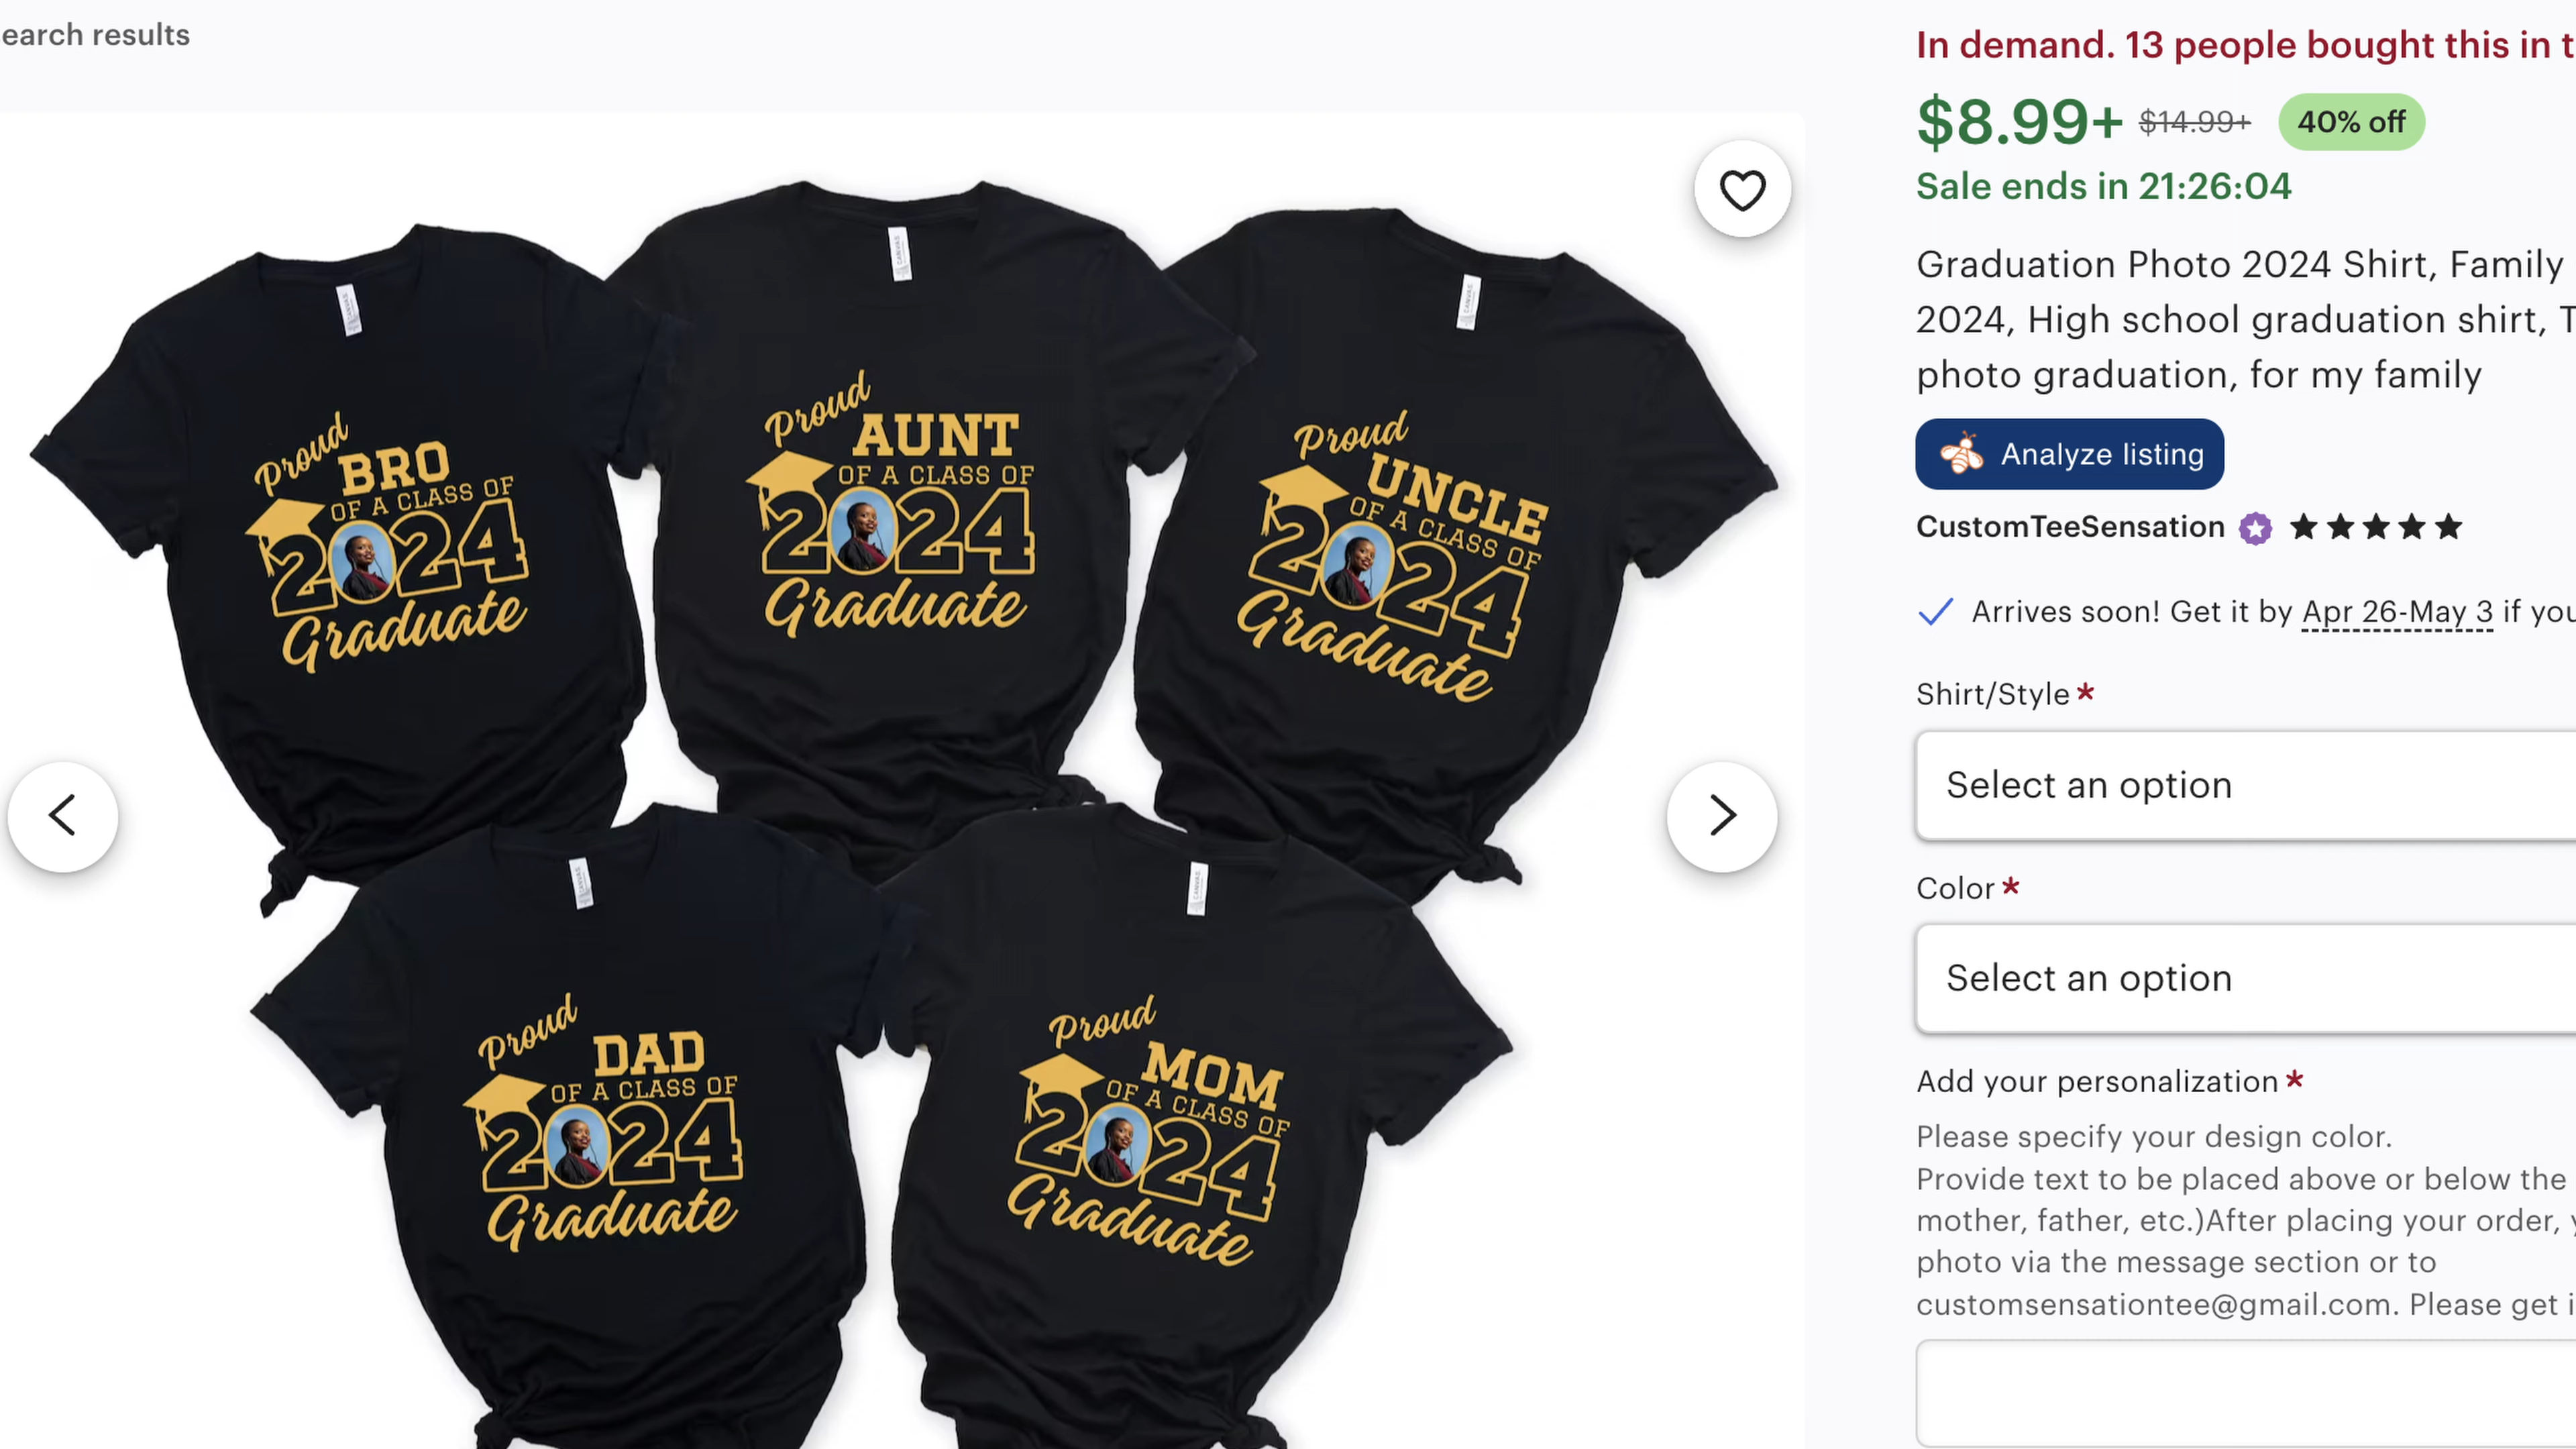 earch results
In demand. 13 people bought this in t
$8.99+ $14.99+ 40% off
Sale ends in 21:26:04
Graduation Photo 2024 Shirt, Family
2024, High school graduation shirt, T
photo graduation, for my family
Analyze listing
CustomTeeSensation
Arrives soon! Get it by Apr 26-May 3 if you
Shirt/Style *
Select an option
Color *
Select an option
Add your personalization *
Please specify your design color.
Provide text to be placed above or below the
mother, father, etc.)After placing your order, y
photo via the message section or to
customsensationtee@gmail.com. Please get i
Proud
BRO
OF A CLASS OF
2024
Graduate
Proud
AUNT
OF A CLASS OF
2024
Graduate
Proud
UNCLE
OF A CLASS OF
2024
Graduate
Proud
DAD
OF A CLASS OF
2024
Graduate
Proud
MOM
OF A CLASS OF
2024
Graduate
CANVAS
CANVAS
CANVAS
CANVAS
CANVAS